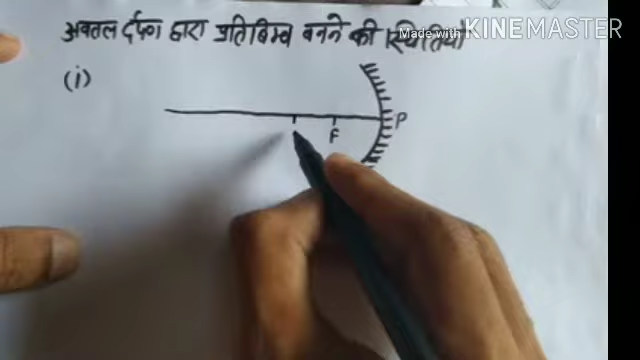 अवतल दर्पण द्वारा प्रतिबिम्ब बनने की स्थितियाँ
Made with KINEMASTER
(i)
P
F